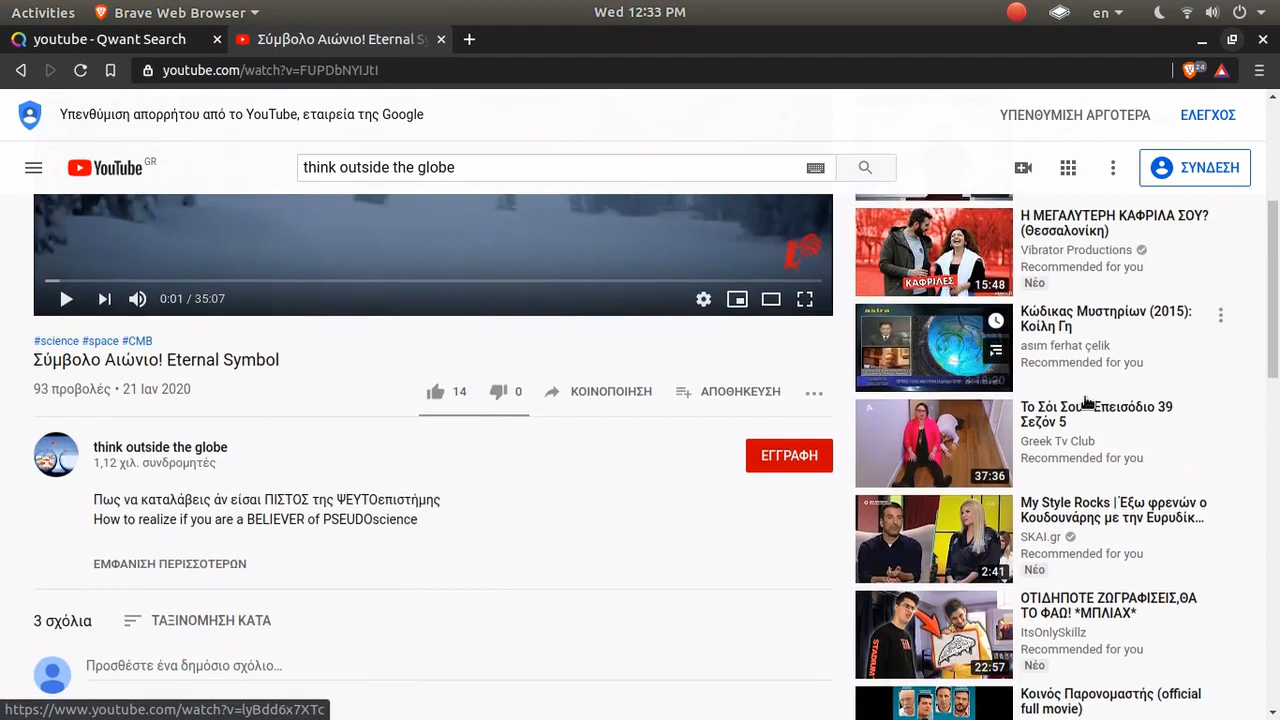 Activities
Brave Web Browser
Wed 12:33 PM
en
youtube - Qwant Search
Σύμβολο Αιώνιο! Eternal Sy
youtube.com/watch?v=FUPDbNYIJtI
24
Υπενθύμιση απορρήτου από το YouTube, εταιρεία της Google
ΥΠΕΝΘΥΜΙΣΗ ΑΡΓΟΤΕΡΑ
ΕΛΕΓΧΟΣ
YouTube GR
think outside the globe
ΣΥΝΔΕΣΗ
0:01 / 35:07
#science #space #CMB
Σύμβολο Αιώνιο! Eternal Symbol
93 προβολές • 21 Ιαν 2020
14
0
ΚΟΙΝΟΠΟΙΗΣΗ
ΑΠΟΘΗΚΕΥΣΗ
think outside the globe
1,12 χιλ. συνδρομητές
ΕΓΓΡΑΦΗ
Πως να καταλάβεις άν είσαι ΠΙΣΤΟΣ της ΨΕΥΤΟεπιστήμης
How to realize if you are a BELIEVER of PSEUDOscience
ΕΜΦΑΝΙΣΗ ΠΕΡΙΣΣΟΤΕΡΩΝ
3 σχόλια
ΤΑΞΙΝΟΜΗΣΗ ΚΑΤΑ
Προσθέστε ένα δημόσιο σχόλιο...
https://www.youtube.com/watch?v=lyBdd6x7XTc
ΚΑΦΡΙΛΕΣ
15:48
Η ΜΕΓΑΛΥΤΕΡΗ ΚΑΦΡΙΛΑ ΣΟΥ?
(Θεσσαλονίκη)
Vibrator Productions
Recommended for you
Νέο
astra
Κώδικας Μυστηρίων (2015):
Κοίλη Γη
asım ferhat çelik
Recommended for you
37:36
Το Σόι Σου Επεισόδιο 39
Σεζόν 5
Greek Tv Club
Recommended for you
2:41
My Style Rocks | Έξω φρενών ο
Κουδουνάρης με την Ευρυδίκ...
SKAI.gr
Recommended for you
Νέο
STADIUM
22:57
ΟΤΙΔΗΠΟΤΕ ΖΩΓΡΑΦΙΣΕΙΣ,ΘΑ
ΤΟ ΦΑΩ! *ΜΠΛΙΑΧ*
ItsOnlySkillz
Recommended for you
Νέο
Κοινός Παρονομαστής (official
full movie)